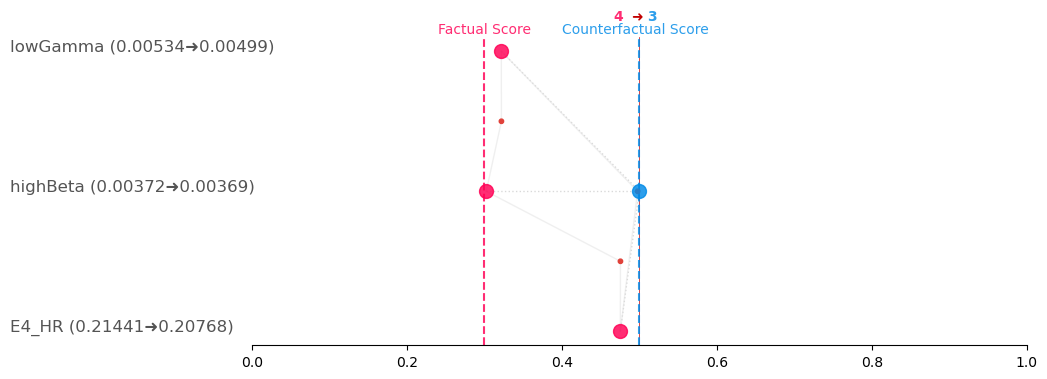 4 ➜ 3
Factual Score Counterfactual Score
lowGamma (0.00534➜0.00499)
highBeta (0.00372➜0.00369)
E4_HR (0.21441➜0.20768)
0.0 0.2 0.4 0.6 0.8 1.0